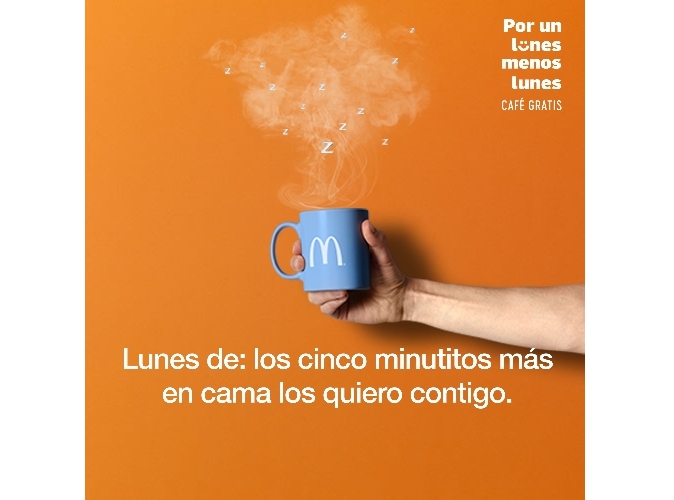 Por un
lunes
menos
lunes
CAFÉ GRATIS
z
z
z
z
z
z
z
z
z
z
z
M
Lunes de: los cinco minutitos más
en cama los quiero contigo.